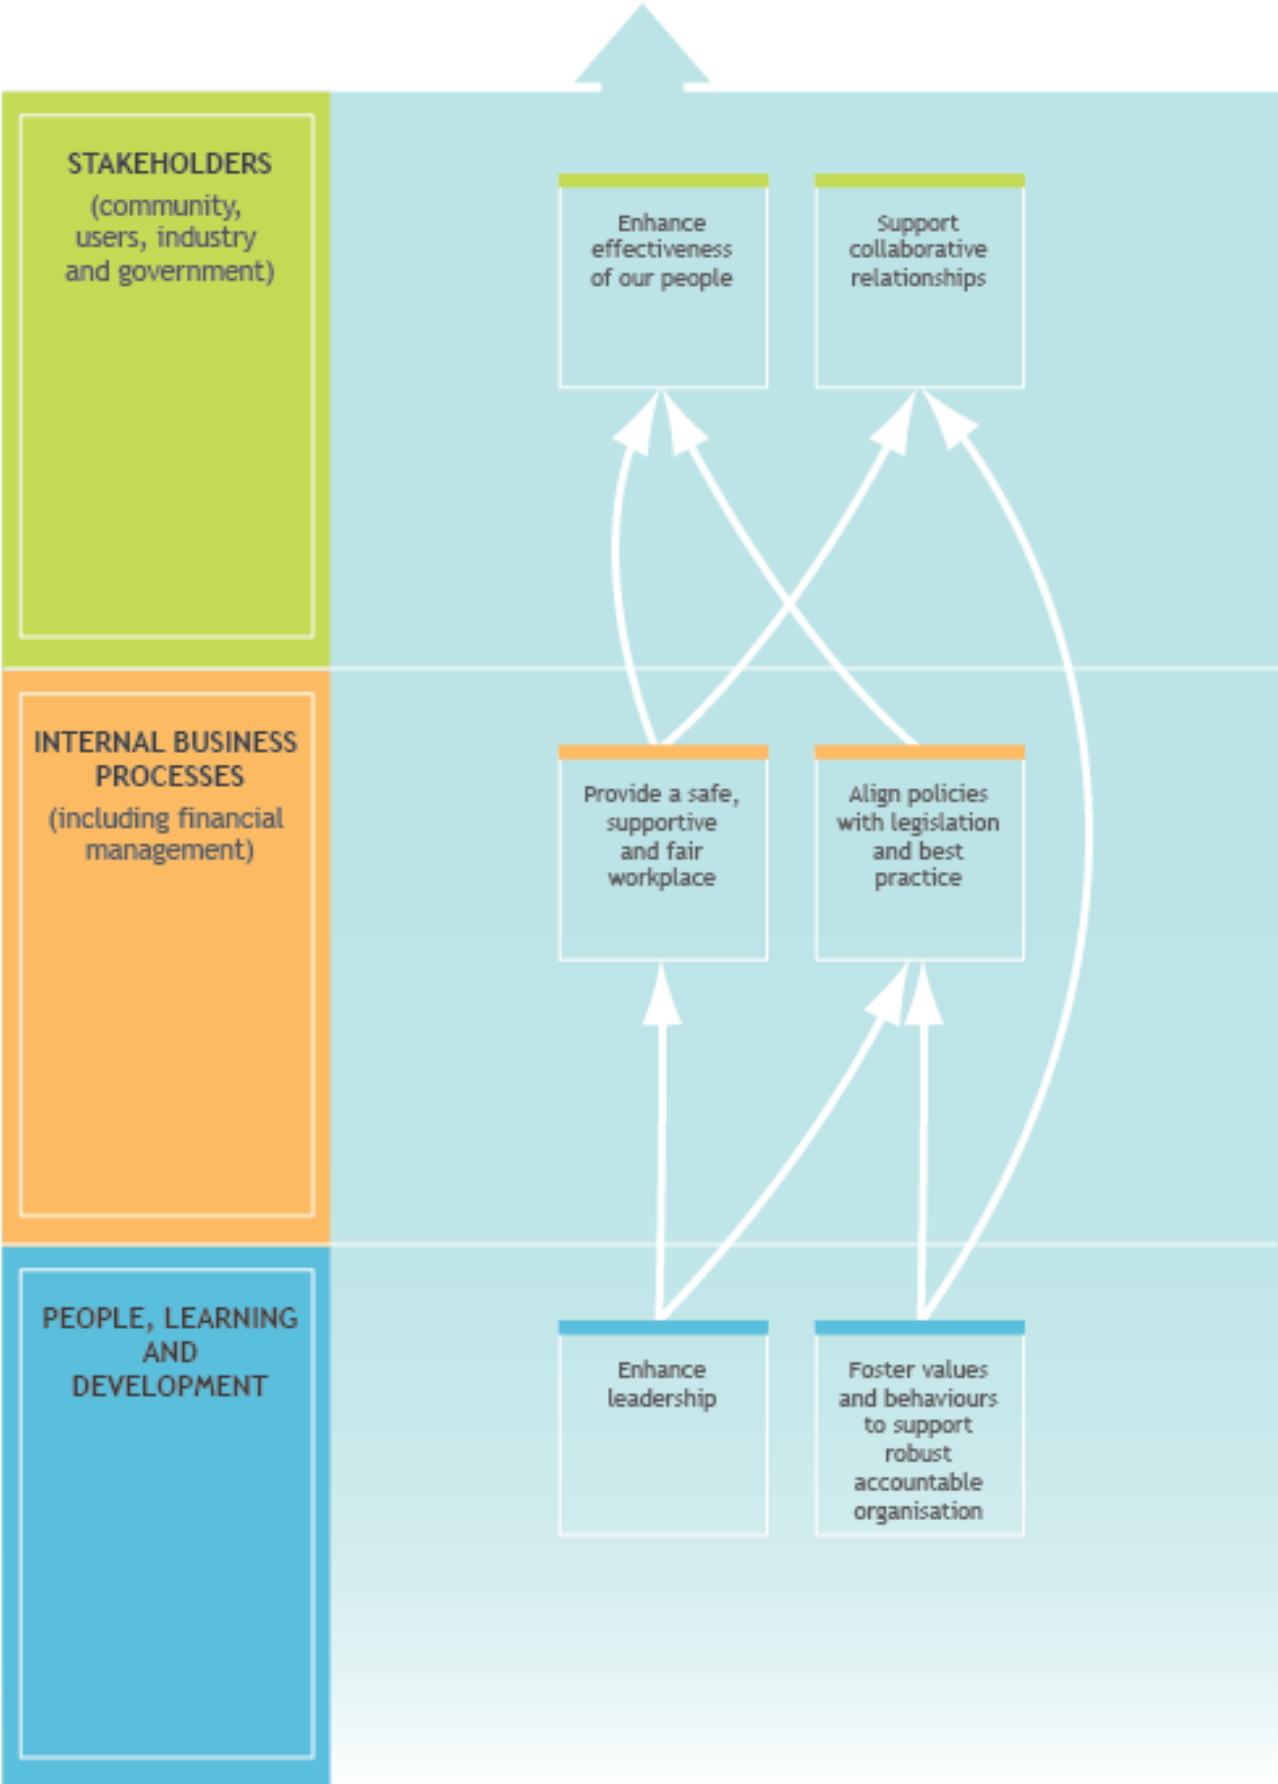 STAKEHOLDERS
(community,
users, industry
and government)
Enhance
effectiveness
of our people
Support
collaborative
relationships
INTERNAL BUSINESS
PROCESSES
(including financial
management)
Provide a safe,
supportive
and fair
workplace
Align policies
with legislation
and best
practice
PEOPLE, LEARNING
AND
DEVELOPMENT
Enhance
leadership
Foster values
and behaviours
to support
robust
accountable
organisation